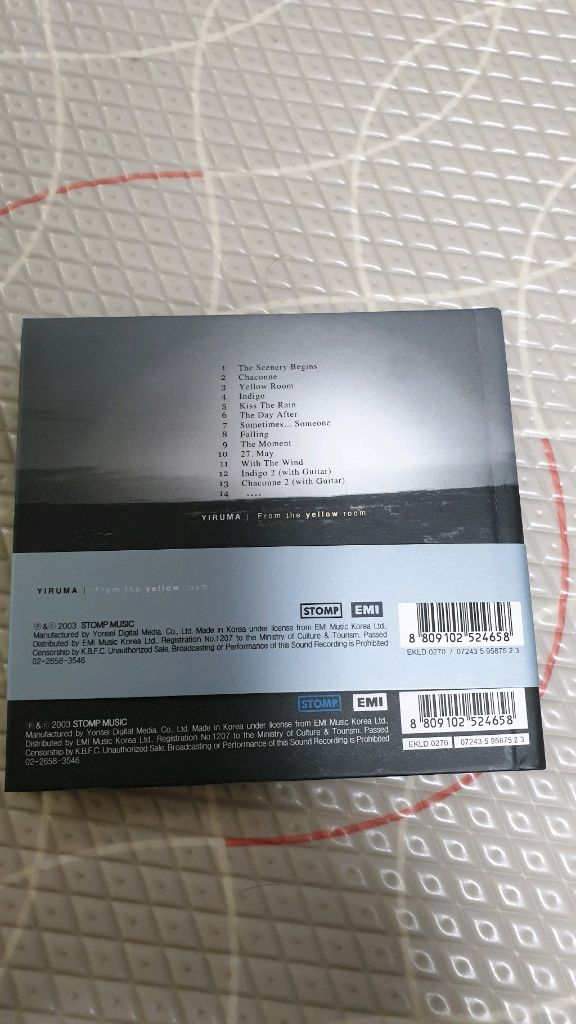 1 The Scenery Begins
2 Chaconne
3 Yellow Room
4 Indigo
5 Kiss The Rain
6 The Day After
7 Sometimes... Someone
8 Falling
9 The Moment
10 27. May
11 With The Wind
12 Indigo 2 (with Guitar)
13 Chaconne 2 (with Guitar)
14 ....
YIRUMA | From the yellow room
YIRUMA | From the yellow room
STOMP EMI
℗ & © 2003 STOMP MUSIC
Manufactured by Yonsei Digital Media, Co., Ltd. Made in Korea under license from EMI Music Korea Ltd.,
Distributed by EMI Music Korea Ltd., Registration No.1207 to the Ministry of Culture & Tourism. Passed
Censorship by K.B.F.C. Unauthorized Sale, Broadcasting or Performance of this Sound Recording is Prohibited
02-2658-3546
8 809102 524658
EKLD 0270 / 07243 5 95875 2 3
STOMP EMI
℗ & © 2003 STOMP MUSIC
Manufactured by Yonsei Digital Media, Co., Ltd. Made in Korea under license from EMI Music Korea Ltd.,
Distributed by EMI Music Korea Ltd., Registration No.1207 to the Ministry of Culture & Tourism. Passed
Censorship by K.B.F.C. Unauthorized Sale, Broadcasting or Performance of this Sound Recording is Prohibited
02-2658-3546
8 809102 524658
EKLD 0270 07243 5 95875 2 3